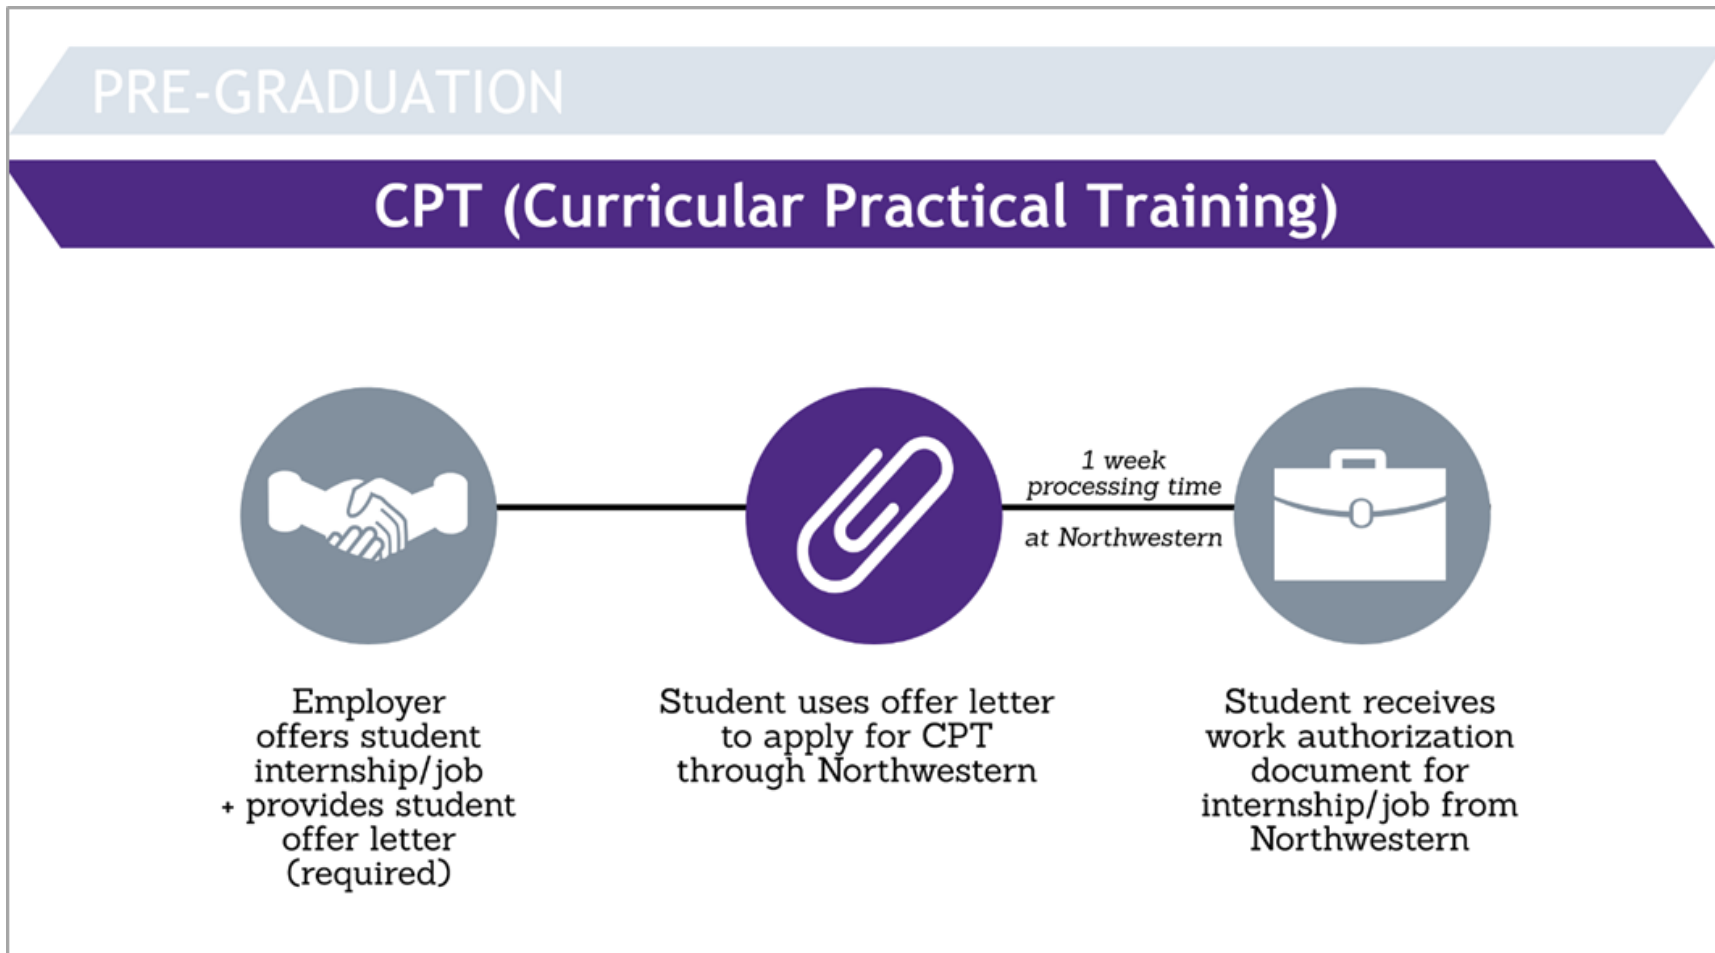 PRE-GRADUATION
CPT (Curricular Practical Training)
1 week
processing time
at Northwestern
Employer
offers student
internship/job
+ provides student
offer letter
(required)
Student uses offer letter
to apply for CPT
through Northwestern
Student receives
work authorization
document for
internship/job from
Northwestern